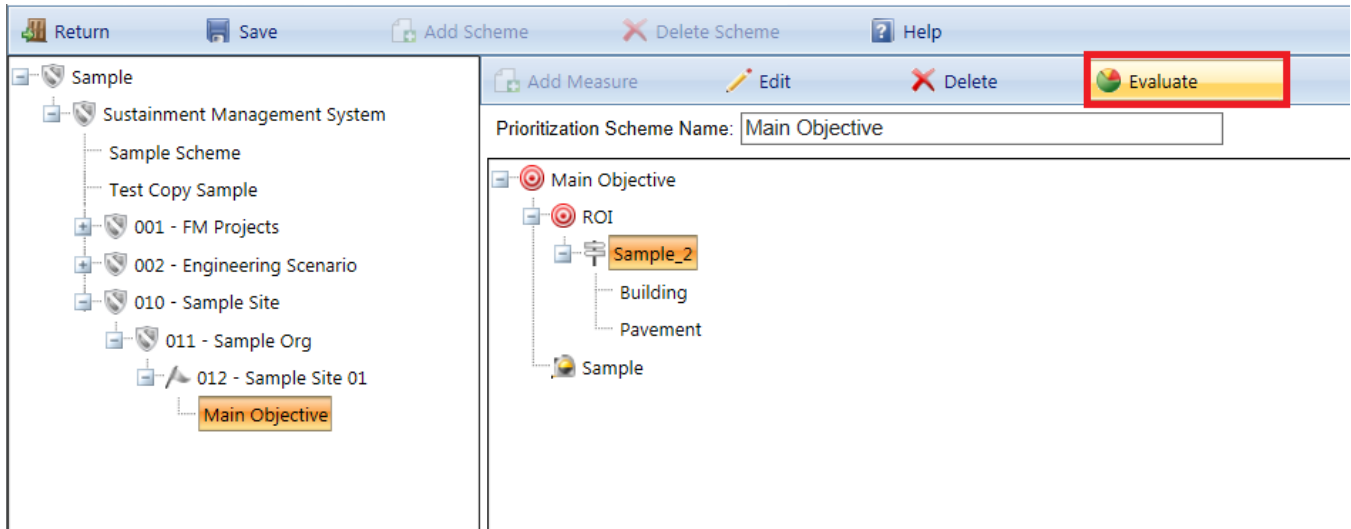 Return Save Add Scheme Delete Scheme Help
Sample
Sustainment Management System
Sample Scheme
Test Copy Sample
001 - FM Projects
002 - Engineering Scenario
010 - Sample Site
011 - Sample Org
012 - Sample Site 01
Main Objective
Add Measure Edit Delete Evaluate
Prioritization Scheme Name: Main Objective
Main Objective
ROI
Sample_2
Building
Pavement
Sample